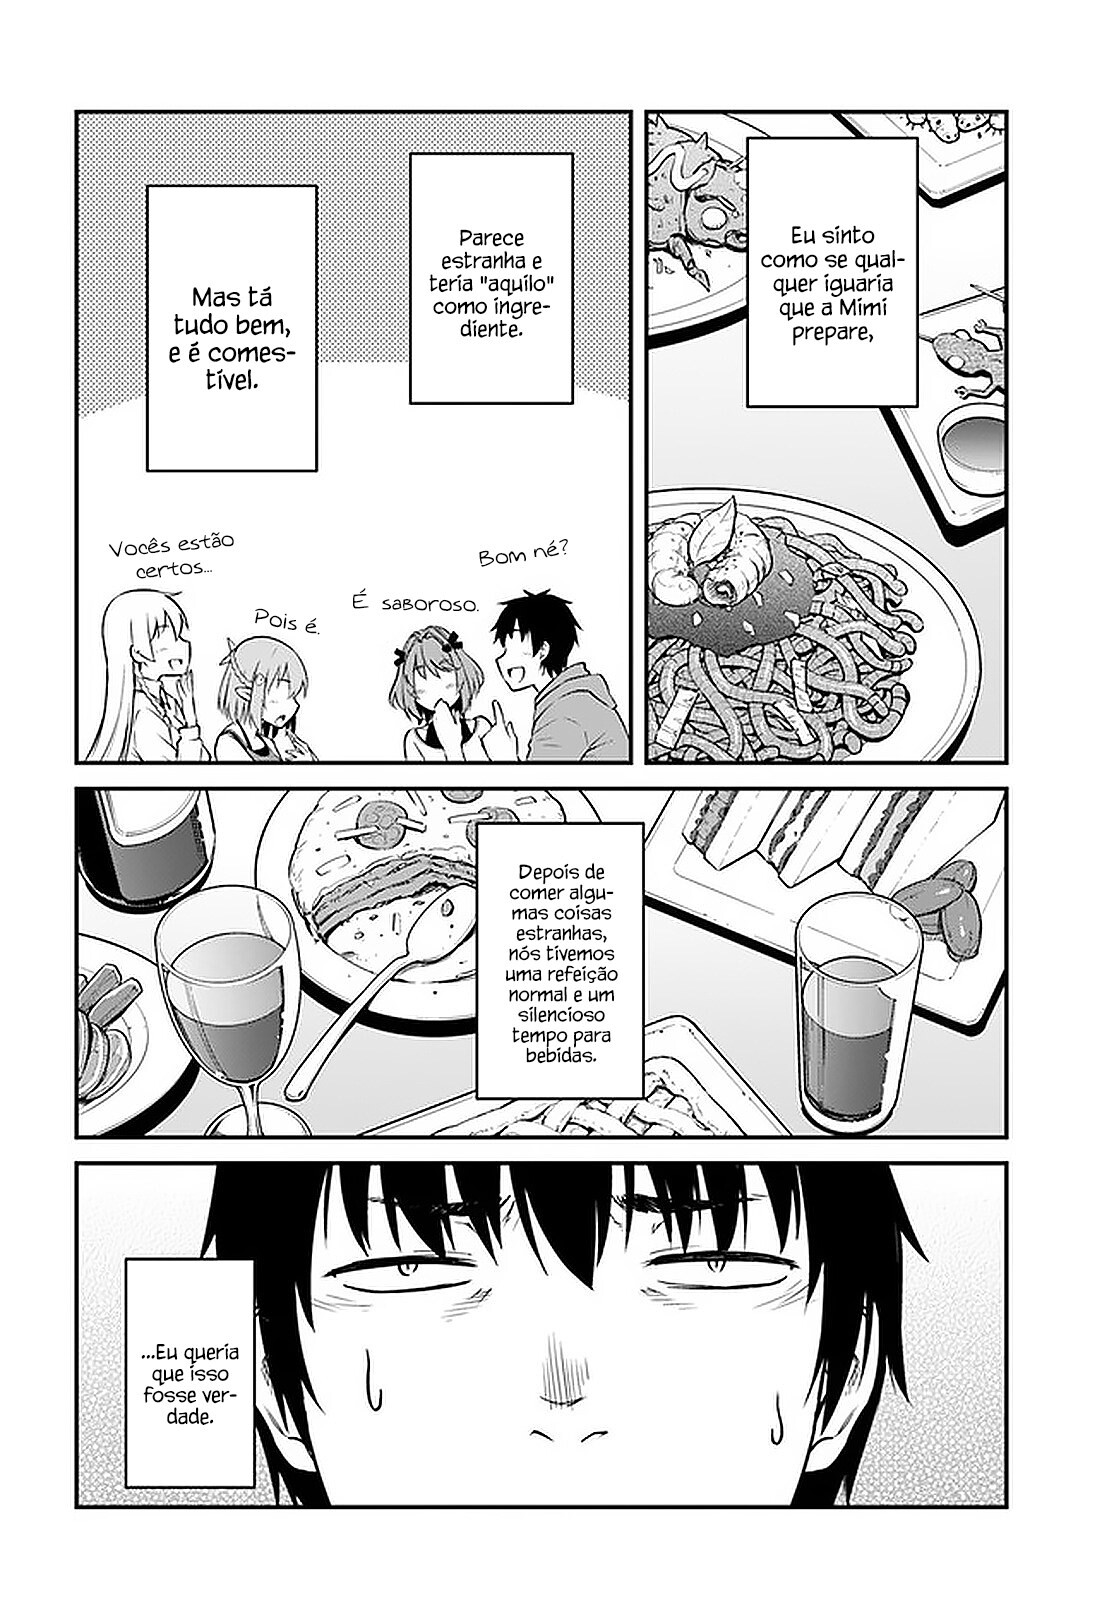 Eu sinto
como se qual-
quer iguaria
que a Mimi
prepare,
Parece
estranha e
teria "aquilo"
como ingre-
diente.
Mas tá
tudo bem,
e é comes-
tível.
Bom né?
É saboroso.
Pois é.
Vocês estão
certos...
Depois de
comer algu-
mas coisas
estranhas,
nós tivemos
uma refeição
normal e um
silencioso
tempo para
bebidas.
...Eu queria
que isso
fosse ver-
dade.